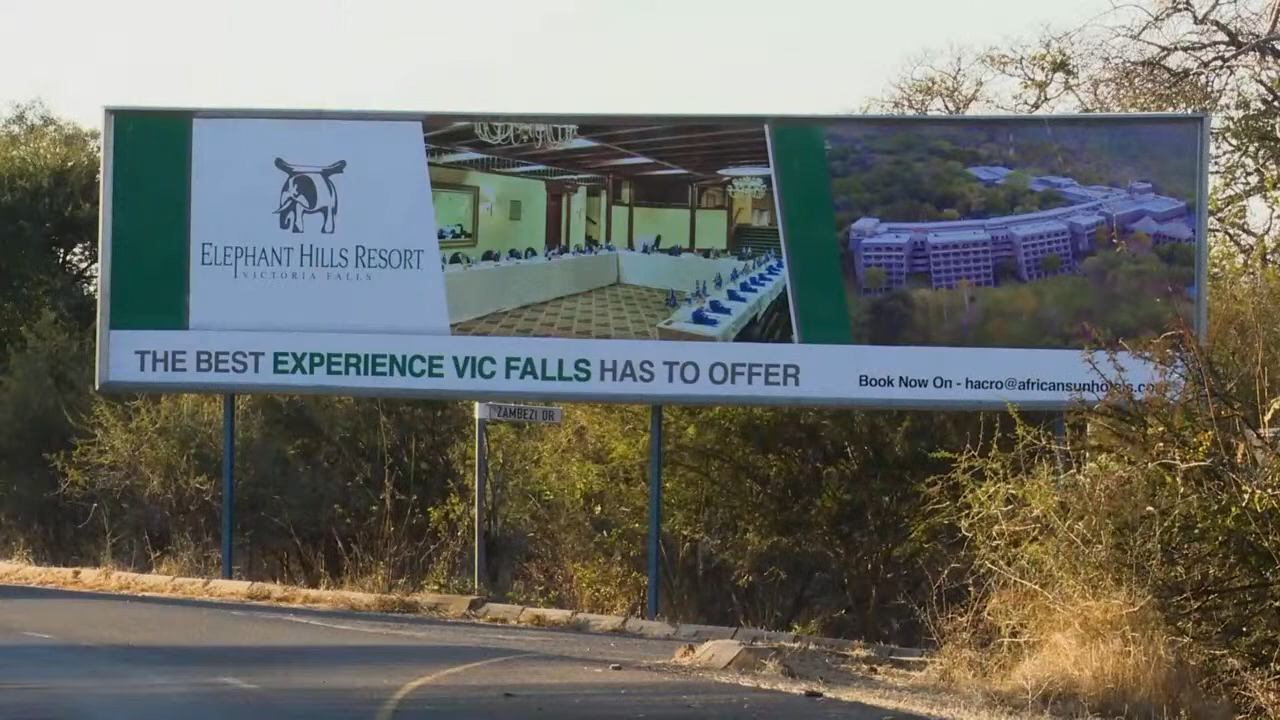 ELEPHANT HILLS RESORT
VICTORIA FALLS
THE BEST EXPERIENCE VIC FALLS HAS TO OFFER
Book Now On - hacro@africansunhotels.co
ZAMBEZI DR